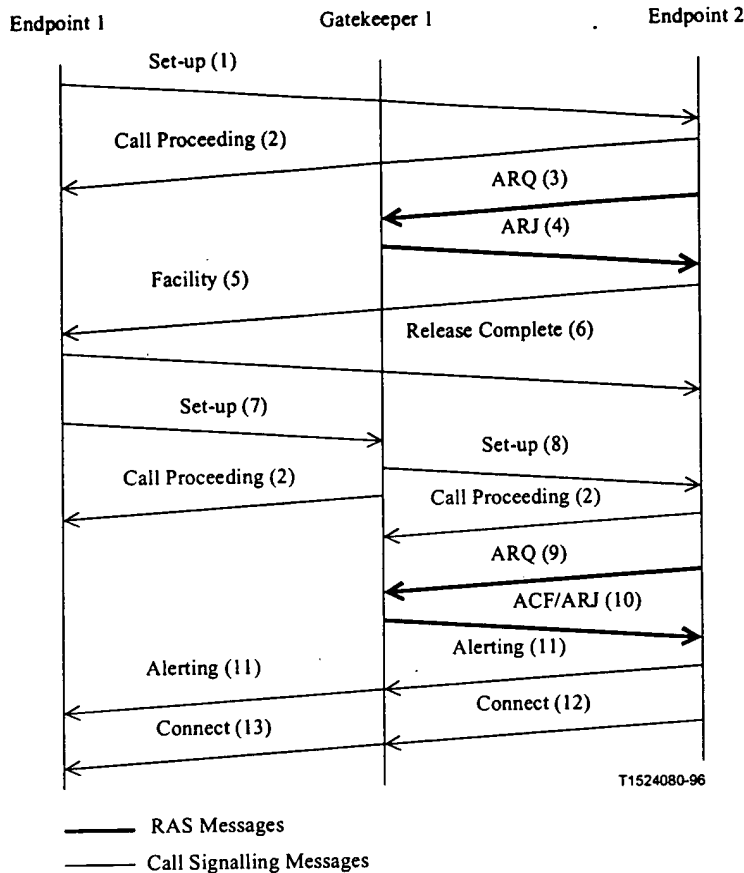 Endpoint 1 Gatekeeper 1 Endpoint 2
Set-up (1)
Call Proceeding (2)
ARQ (3)
ARJ (4)
Facility (5)
Release Complete (6)
Set-up (7)
Set-up (8)
Call Proceeding (2)
Call Proceeding (2)
ARQ (9)
ACF/ARJ (10)
Alerting (11)
Alerting (11)
Connect (12)
Connect (13)
T1524080-96
RAS Messages
Call Signalling Messages